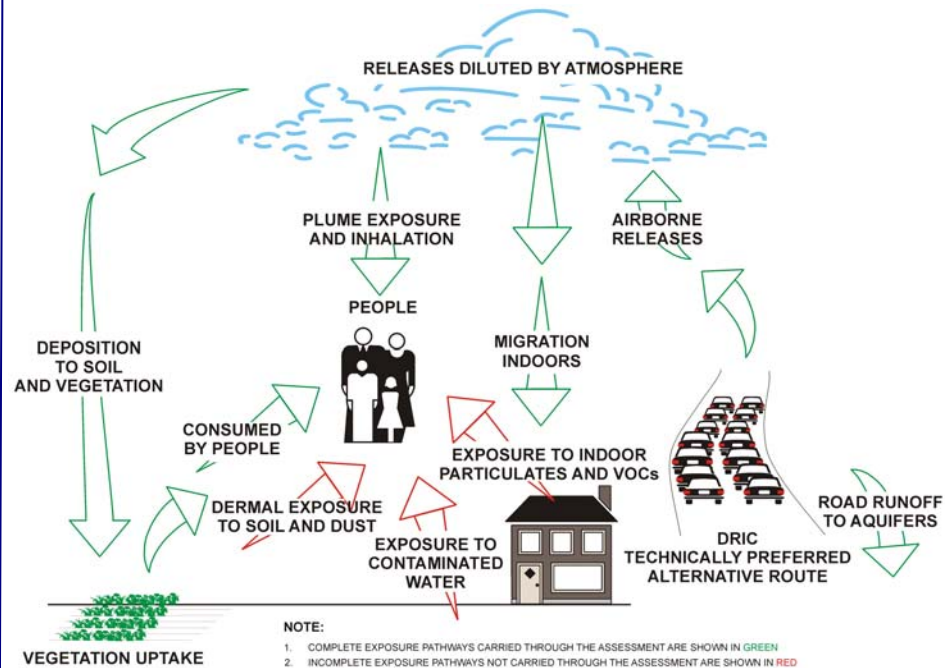 RELEASES DILUTED BY ATMOSPHERE
PLUME EXPOSURE
AND INHALATION
AIRBORNE
RELEASES
PEOPLE
DEPOSITION
TO SOIL
AND VEGETATION
MIGRATION
INDOORS
CONSUMED
BY PEOPLE
EXPOSURE TO INDOOR
PARTICULATES AND VOCs
DERMAL EXPOSURE
TO SOIL AND DUST
EXPOSURE TO
CONTAMINATED
WATER
ROAD RUNOFF
TO AQUIFERS
DRIC
TECHNICALLY PREFERRED
ALTERNATIVE ROUTE
VEGETATION UPTAKE
NOTE:
1. COMPLETE EXPOSURE PATHWAYS CARRIED THROUGH THE ASSESSMENT ARE SHOWN IN GREEN
2. INCOMPLETE EXPOSURE PATHWAYS NOT CARRIED THROUGH THE ASSESSMENT ARE SHOWN IN RED